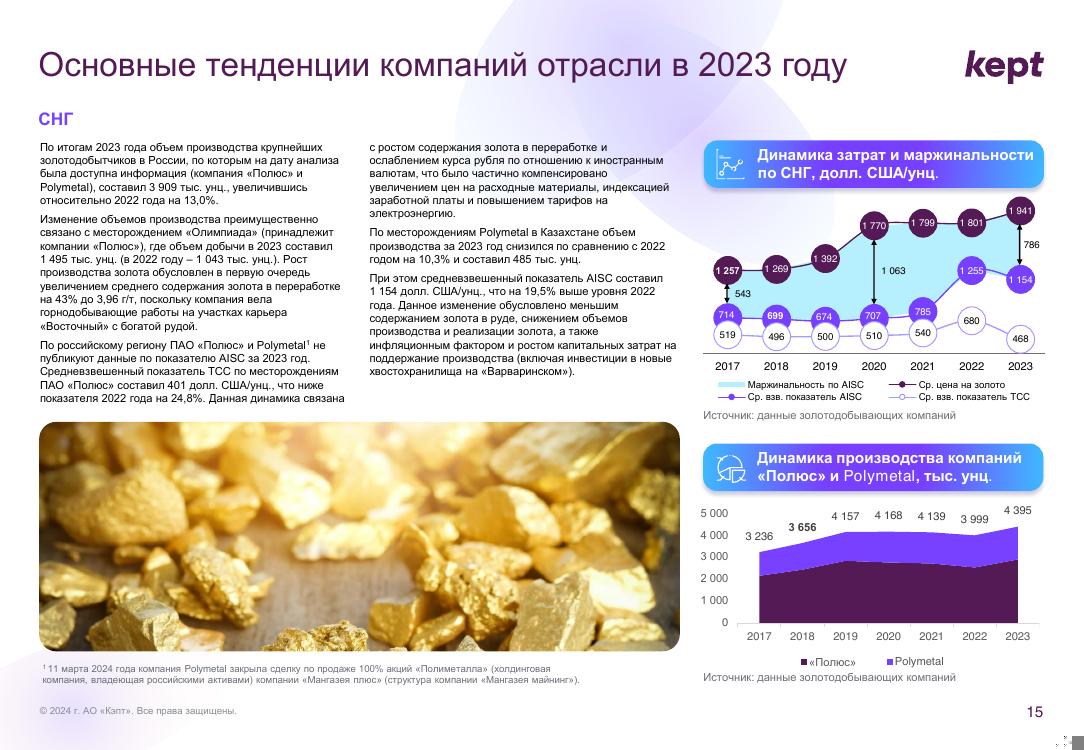 Основные тенденции компаний отрасли в 2023 году
kept
СНГ
По итогам 2023 года объем производства крупнейших
золотодобытчиков в России, по которым на дату анализа
была доступна информация (компания «Полюс» и
Polymetal), составил 3 909 тыс. унц., увеличившись
относительно 2022 года на 13,0%.
Изменение объемов производства преимущественно
связано с месторождением «Олимпиада» (принадлежит
компании «Полюс»), где объем добычи в 2023 составил
1 495 тыс. унц. (в 2022 году – 1 043 тыс. унц.). Рост
производства золота обусловлен в первую очередь
увеличением среднего содержания золота в переработке
на 43% до 3,96 г/т, поскольку компания вела
горнодобывающие работы на участках карьера
«Восточный» с богатой рудой.
По российскому региону ПАО «Полюс» и Polymetal¹ не
публикуют данные по показателю AISC за 2023 год.
Средневзвешенный показатель TCC по месторождениям
ПАО «Полюс» составил 401 долл. США/унц., что ниже
показателя 2022 года на 24,8%. Данная динамика связана
с ростом содержания золота в переработке и
ослаблением курса рубля по отношению к иностранным
валютам, что было частично компенсировано
увеличением цен на расходные материалы, индексацией
заработной платы и повышением тарифов на
электроэнергию.
По месторождениям Polymetal в Казахстане объем
производства за 2023 год снизился по сравнению с 2022
годом на 10,3% и составил 485 тыс. унц.
При этом средневзвешенный показатель AISC составил
1 154 долл. США/унц., что на 19,5% выше уровня 2022
года. Данное изменение обусловлено меньшим
содержанием золота в руде, снижением объемов
производства и реализации золота, а также
инфляционным фактором и ростом капитальных затрат на
поддержание производства (включая инвестиции в новые
хвостохранилища на «Варваринском»).
Динамика затрат и маржинальности
по СНГ, долл. США/унц.
1 257 1 269 1 392 1 770 1 799 1 801 1 941
543 1 063 786
714 699 674 707 785 1 255 1 154
519 496 500 510 540 680 468
2017 2018 2019 2020 2021 2022 2023
Маржинальность по AISC Ср. цена на золото
Ср. взв. показатель AISC Ср. взв. показатель TCC
Источник: данные золотодобывающих компаний
Динамика производства компаний
«Полюс» и Polymetal, тыс. унц.
3 236 3 656 4 157 4 168 4 139 3 999 4 395
5 000
4 000
3 000
2 000
1 000
0
2017 2018 2019 2020 2021 2022 2023
«Полюс» Polymetal
Источник: данные золотодобывающих компаний
¹ 11 марта 2024 года компания Polymetal закрыла сделку по продаже 100% акций «Полиметалла» (холдинговая
компания, владеющая российскими активами) компании «Мангазея плюс» (структура компании «Мангазея майнинг»).
© 2024 г. АО «Кэпт». Все права защищены.
15